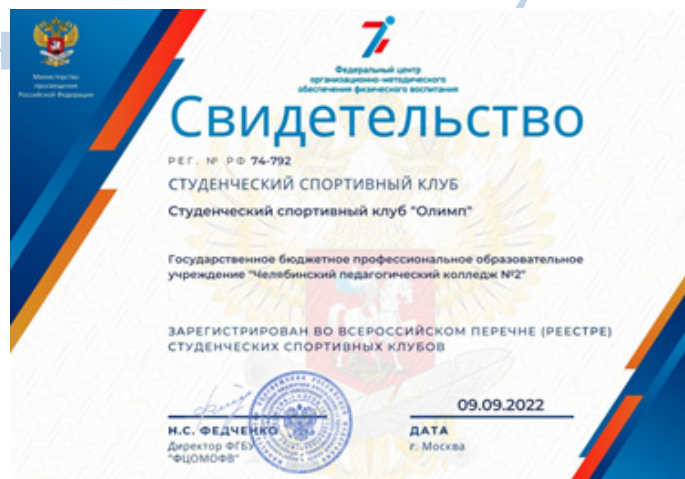 Министерство
просвещения
Российской Федерации
Федеральный центр
организационно-методического
обеспечения физического воспитания
Свидетельство
РЕГ. № РФ 74-792
СТУДЕНЧЕСКИЙ СПОРТИВНЫЙ КЛУБ
Студенческий спортивный клуб "Олимп"
Государственное бюджетное профессиональное образовательное
учреждение "Челябинский педагогический колледж №2"
ЗАРЕГИСТРИРОВАН ВО ВСЕРОССИЙСКОМ ПЕРЕЧНЕ (РЕЕСТРЕ)
СТУДЕНЧЕСКИХ СПОРТИВНЫХ КЛУБОВ
09.09.2022
Н.С. ФЕДЧЕНКО
ДАТА
Директор ФГБУ
г. Москва
"ФЦОМОФВ"